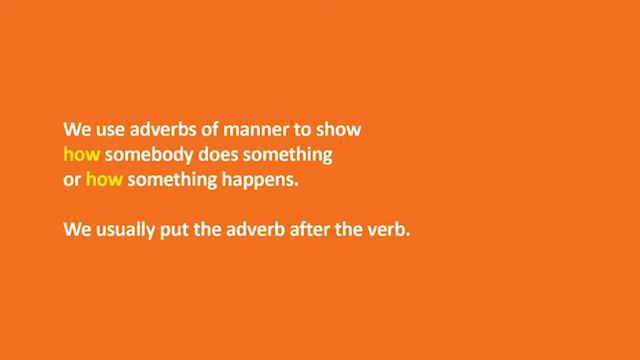 We use adverbs of manner to show
how somebody does something
or how something happens.
We usually put the adverb after the verb.